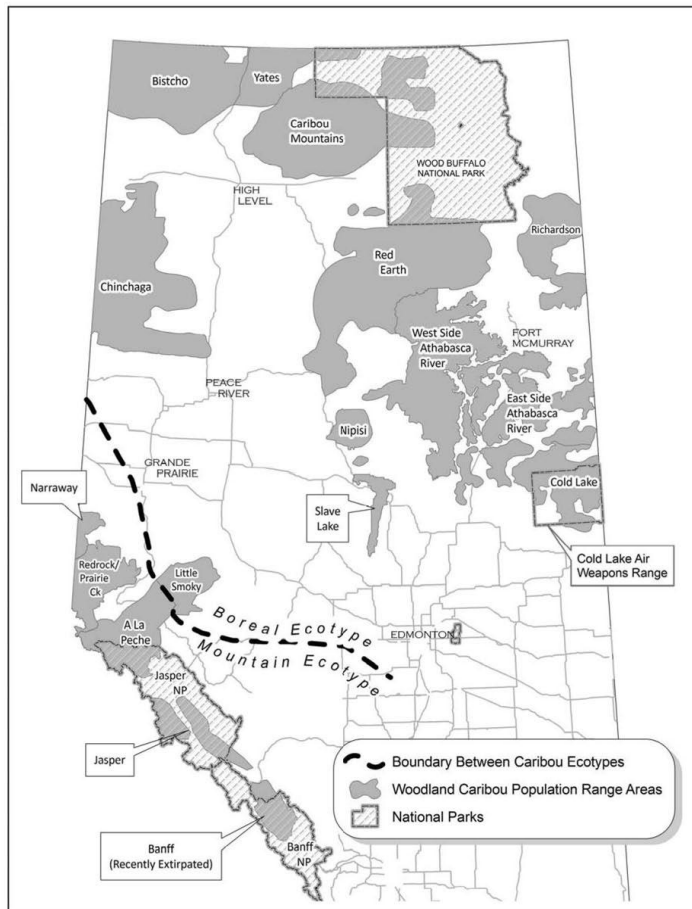 Bistcho
Yates
Caribou
Mountains
WOOD BUFFALO
NATIONAL PARK
HIGH
LEVEL
Richardson
Red
Earth
Chinchaga
West Side
Athabasca
River
FORT
MCMURRAY
PEACE
RIVER
East Side
Athabasca
River
Nipisi
GRANDE
PRAIRIE
Narraway
Cold Lake
Slave
Lake
Cold Lake Air
Weapons Range
Redrock/
Prairie
Ck
Little
Smoky
A La
Peche
Boreal Ecotype
Mountain Ecotype
EDMONTON
Jasper
NP
Jasper
Banff
(Recently Extirpated)
Banff
NP
Boundary Between Caribou Ecotypes
Woodland Caribou Population Range Areas
National Parks